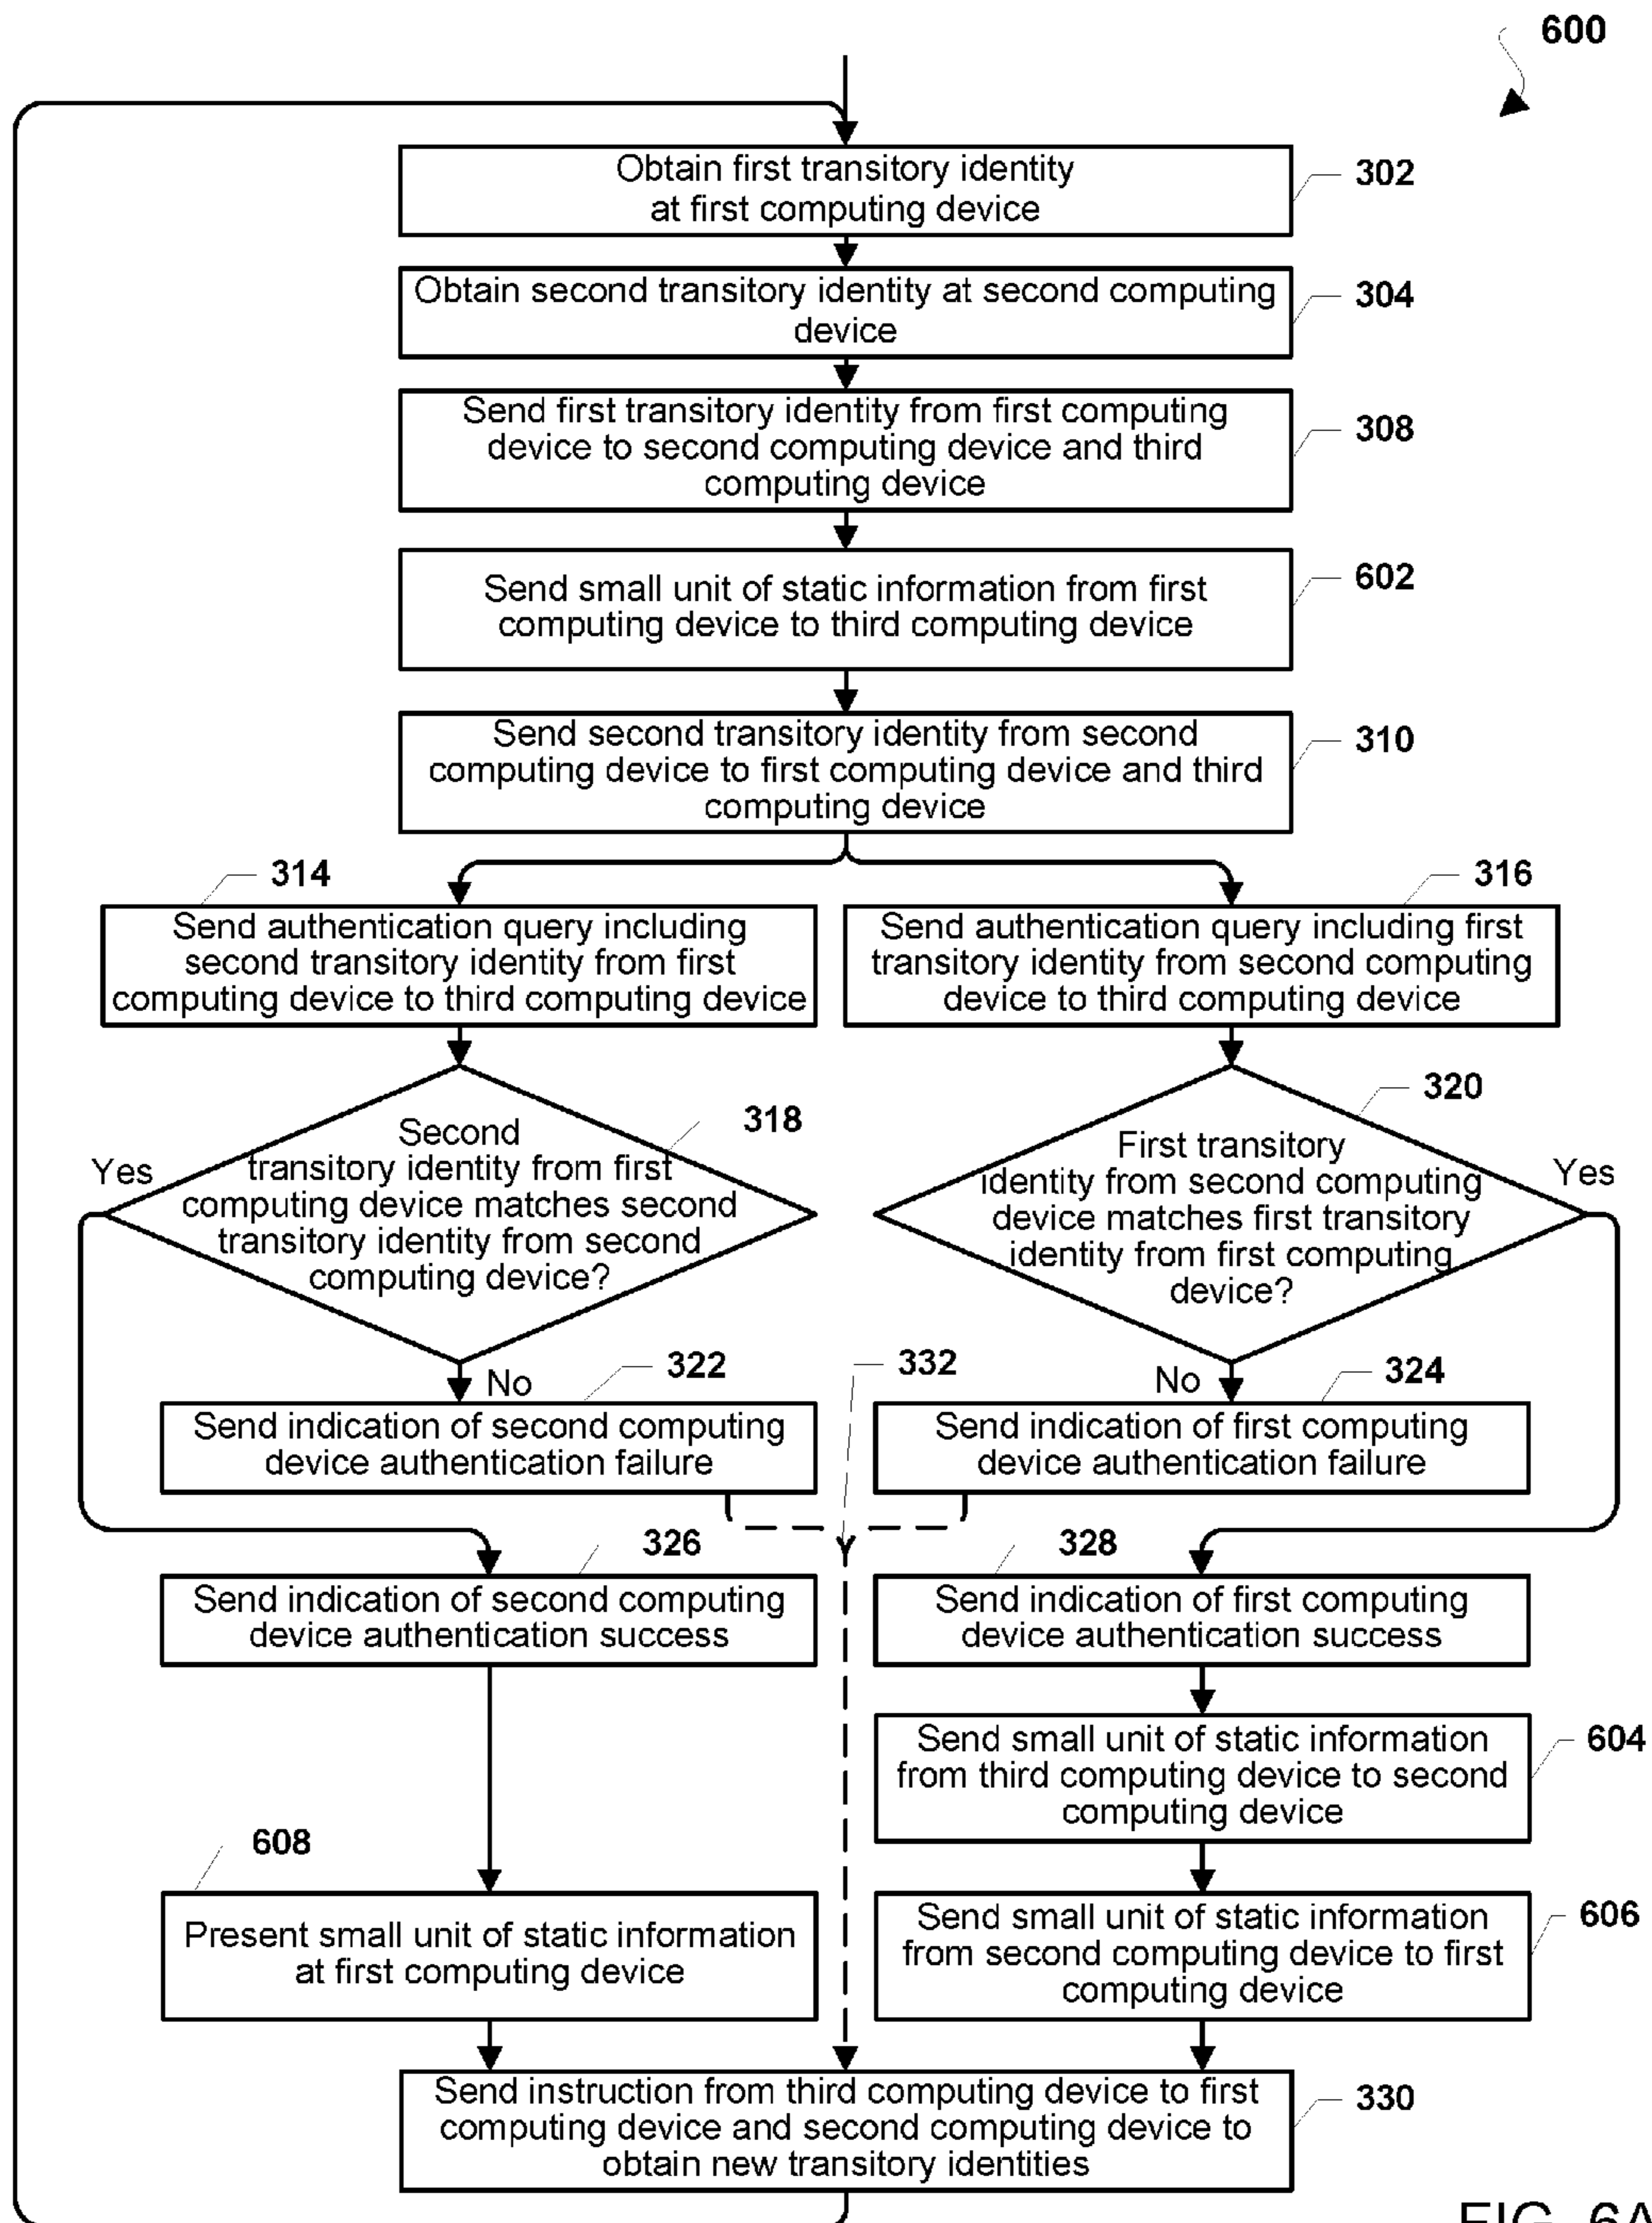 600
Obtain first transitory identity
at first computing device
302
Obtain second transitory identity at second computing
device
304
Send first transitory identity from first computing
device to second computing device and third
computing device
308
Send small unit of static information from first
computing device to third computing device
602
Send second transitory identity from second
computing device to first computing device and third
computing device
310
314
Send authentication query including
second transitory identity from first
computing device to third computing device
316
Send authentication query including first
transitory identity from second computing
device to third computing device
318
Yes
Second
transitory identity from first
computing device matches second
transitory identity from second
computing device?
320
First transitory
identity from second computing
device matches first transitory
identity from first computing
device?
Yes
No
322
Send indication of second computing
device authentication failure
332
No
324
Send indication of first computing
device authentication failure
326
Send indication of second computing
device authentication success
328
Send indication of first computing
device authentication success
Send small unit of static information
from third computing device to second
computing device
604
608
Present small unit of static information
at first computing device
Send small unit of static information
from second computing device to first
computing device
606
Send instruction from third computing device to first
computing device and second computing device to
obtain new transitory identities
330
FIG. 6A